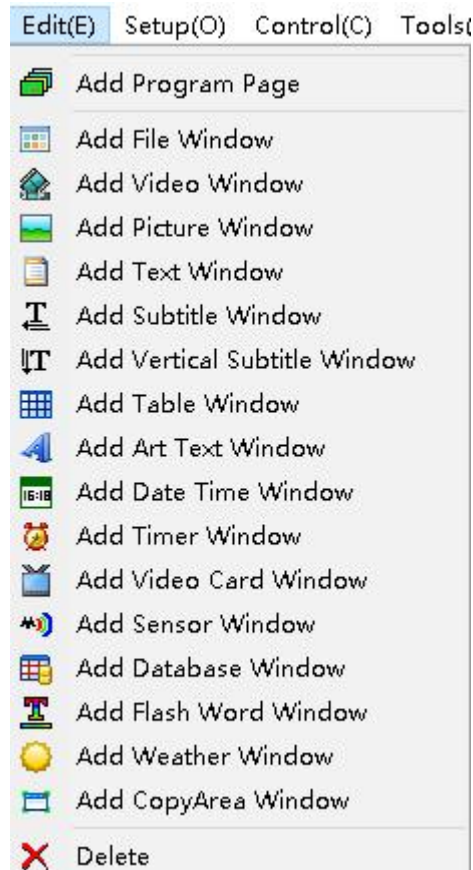 Edit(E) Setup(O) Control(C) Tools(
Add Program Page
Add File Window
Add Video Window
Add Picture Window
Add Text Window
Add Subtitle Window
Add Vertical Subtitle Window
Add Table Window
Add Art Text Window
16:18 Add Date Time Window
Add Timer Window
Add Video Card Window
Add Sensor Window
Add Database Window
Add Flash Word Window
Add Weather Window
Add CopyArea Window
Delete